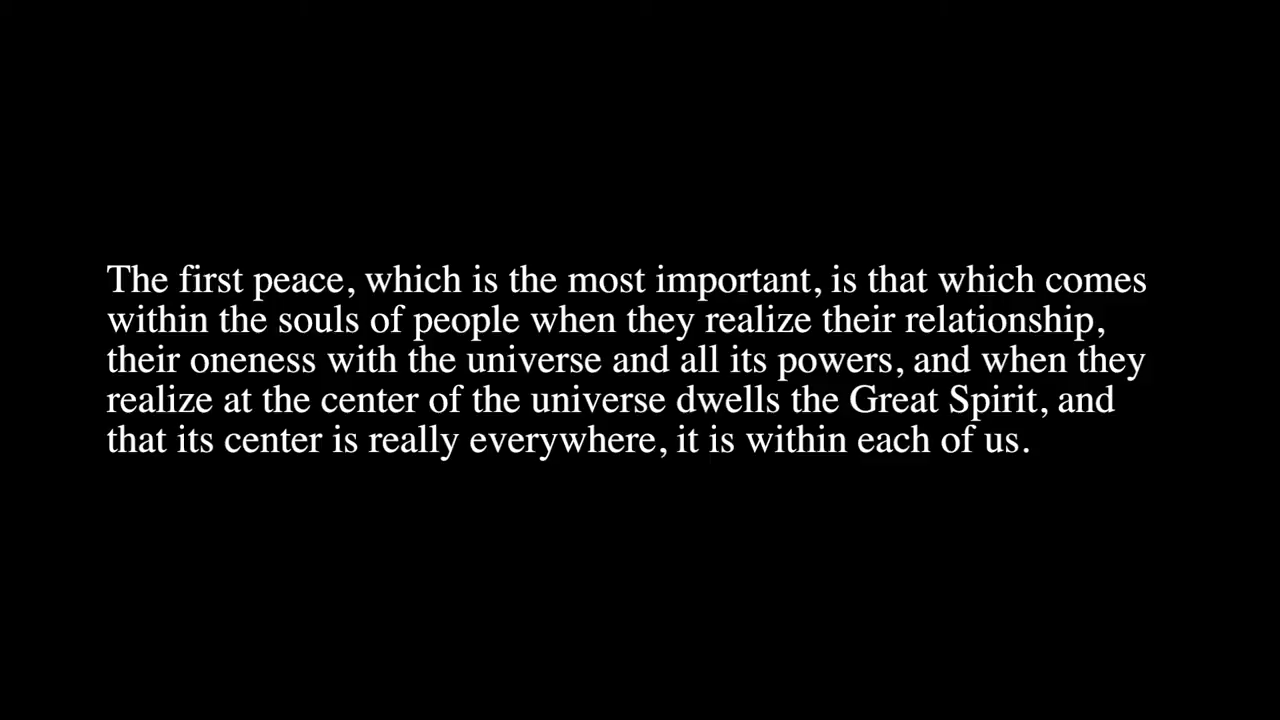 The first peace, which is the most important, is that which comes
within the souls of people when they realize their relationship,
their oneness with the universe and all its powers, and when they
realize at the center of the universe dwells the Great Spirit, and
that its center is really everywhere, it is within each of us.